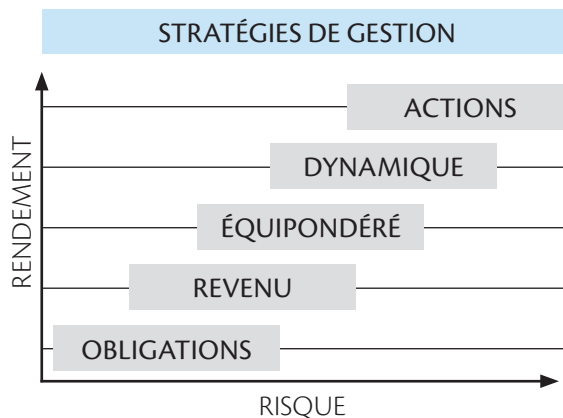 STRATÉGIES DE GESTION
RENDEMENT
ACTIONS
DYNAMIQUE
ÉQUIPONDÉRÉ
REVENU
OBLIGATIONS
RISQUE